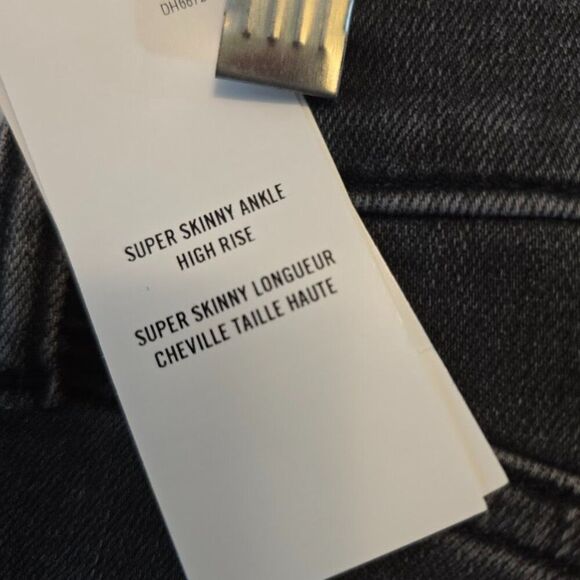 SUPER SKINNY ANKLE
HIGH RISE
SUPER SKINNY LONGUEUR
CHEVILLE TAILLE HAUTE